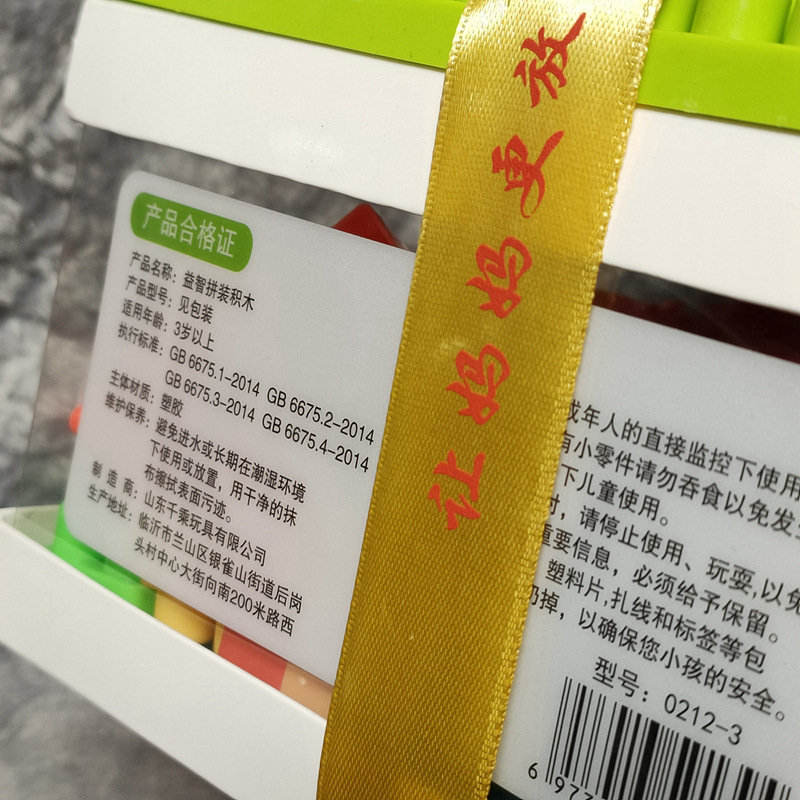 产品合格证
产品名称：益智拼装积木
产品型号：见包装
适用年龄：3岁以上
执行标准：GB 6675.1-2014 GB 6675.2-2014
GB 6675.3-2014 GB 6675.4-2014
主体材质：塑胶
维护保养：避免进水或长期在潮湿环境
下使用或放置，用干净的抹
布擦拭表面污迹。
制 造 商：山东千乘玩具有限公司
生产地址：临沂市兰山区银雀山街道后岗
头村中心大街向南200米路西
让妈妈更放
成年人的直接监控下使用
有小零件请勿吞食以免发生
下儿童使用。
时，请停止使用、玩耍，以免
重要信息，必须给予保留。
塑料片，扎线和标签等包
扔掉，以确保您小孩的安全。
型号：0212-3
6 973